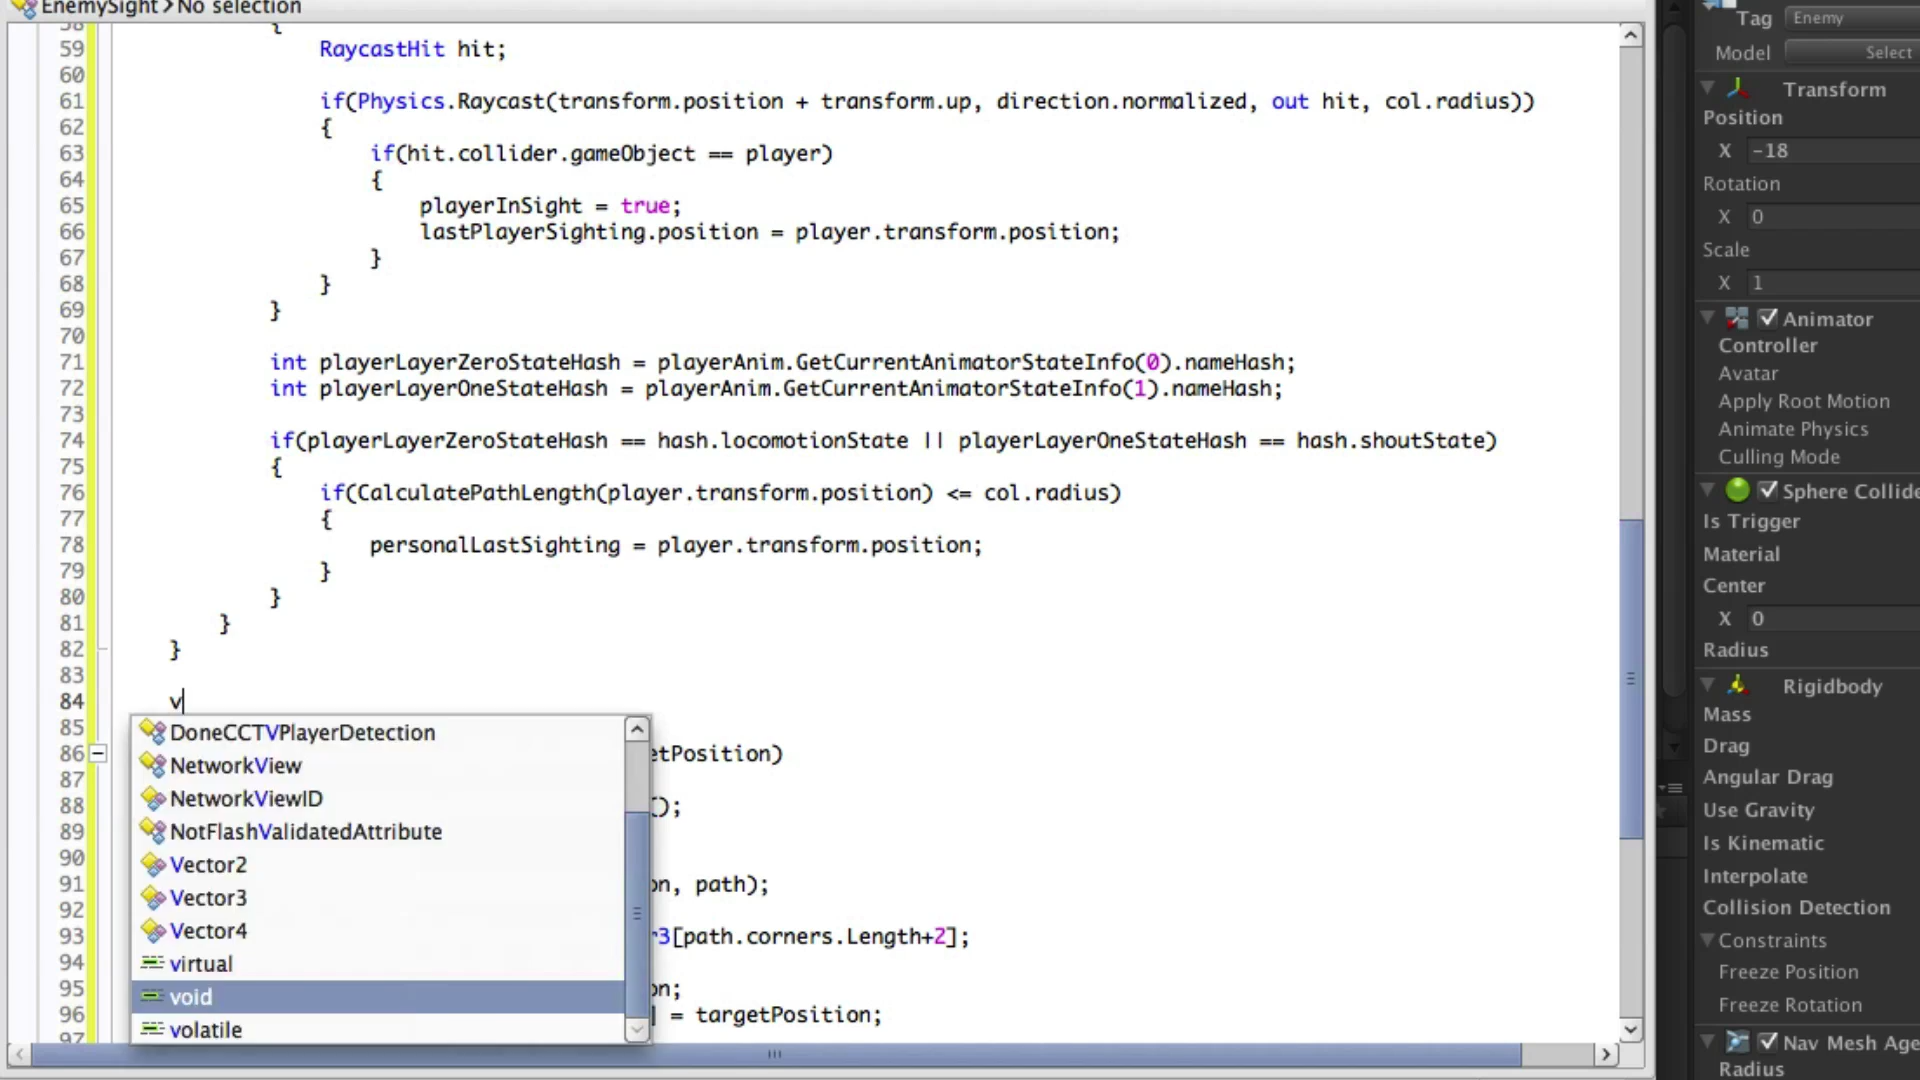 EnemySight > No selection
58 {
59 RaycastHit hit;
60
61 if(Physics.Raycast(transform.position + transform.up, direction.normalized, out hit, col.radius))
62 {
63 if(hit.collider.gameObject == player)
64 {
65 playerInSight = true;
66 lastPlayerSighting.position = player.transform.position;
67 }
68 }
69 }
70
71 int playerLayerZeroStateHash = playerAnim.GetCurrentAnimatorStateInfo(0).nameHash;
72 int playerLayerOneStateHash = playerAnim.GetCurrentAnimatorStateInfo(1).nameHash;
73
74 if(playerLayerZeroStateHash == hash.locomotionState || playerLayerOneStateHash == hash.shoutState)
75 {
76 if(CalculatePathLength(player.transform.position) <= col.radius)
77 {
78 personalLastSighting = player.transform.position;
79 }
80 }
81 }
82 }
83
84 v
85
86 etPosition)
87
88 ();
89
90
91 on, path);
92
93 r3[path.corners.Length+2];
94
95 on;
96 ] = targetPosition;
97
DoneCCTVPlayerDetection
NetworkView
NetworkViewID
NotFlashValidatedAttribute
Vector2
Vector3
Vector4
virtual
void
volatile
Tag Enemy
Model Select
Transform
Position
X -18
Rotation
X 0
Scale
X 1
Animator
Controller
Avatar
Apply Root Motion
Animate Physics
Culling Mode
Sphere Collide
Is Trigger
Material
Center
X 0
Radius
Rigidbody
Mass
Drag
Angular Drag
Use Gravity
Is Kinematic
Interpolate
Collision Detection
Constraints
Freeze Position
Freeze Rotation
Nav Mesh Age
Radius